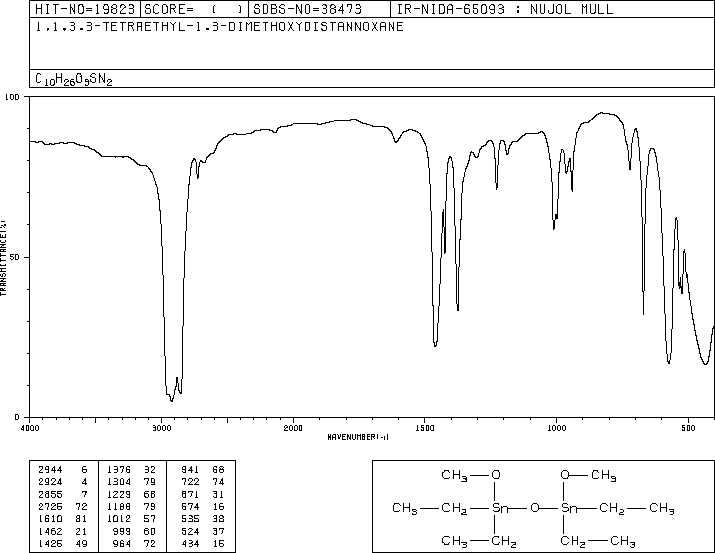 HIT-NO=19823 SCORE= ( ) SDBS-NO=38473 IR-NIDA-65093 : NUJOL MULL
1,1,3,3-TETRAETHYL-1,3-DIMETHOXYDISTANNOXANE
C10H26O3SN2
100
50
0
TRANSMITTANCE(%)
4000 3000 2000 1500 1000 500
WAVENUMBER(-1)
2944 6 1376 32 941 68
2924 4 1304 79 722 74
2855 7 1229 68 671 31
2725 72 1188 79 574 16
1610 81 1012 57 535 38
1462 21 999 60 524 37
1425 49 964 72 434 15
CH3 O O CH3
CH3 CH2 Sn O Sn CH2 CH3
CH3 CH2 CH2 CH3